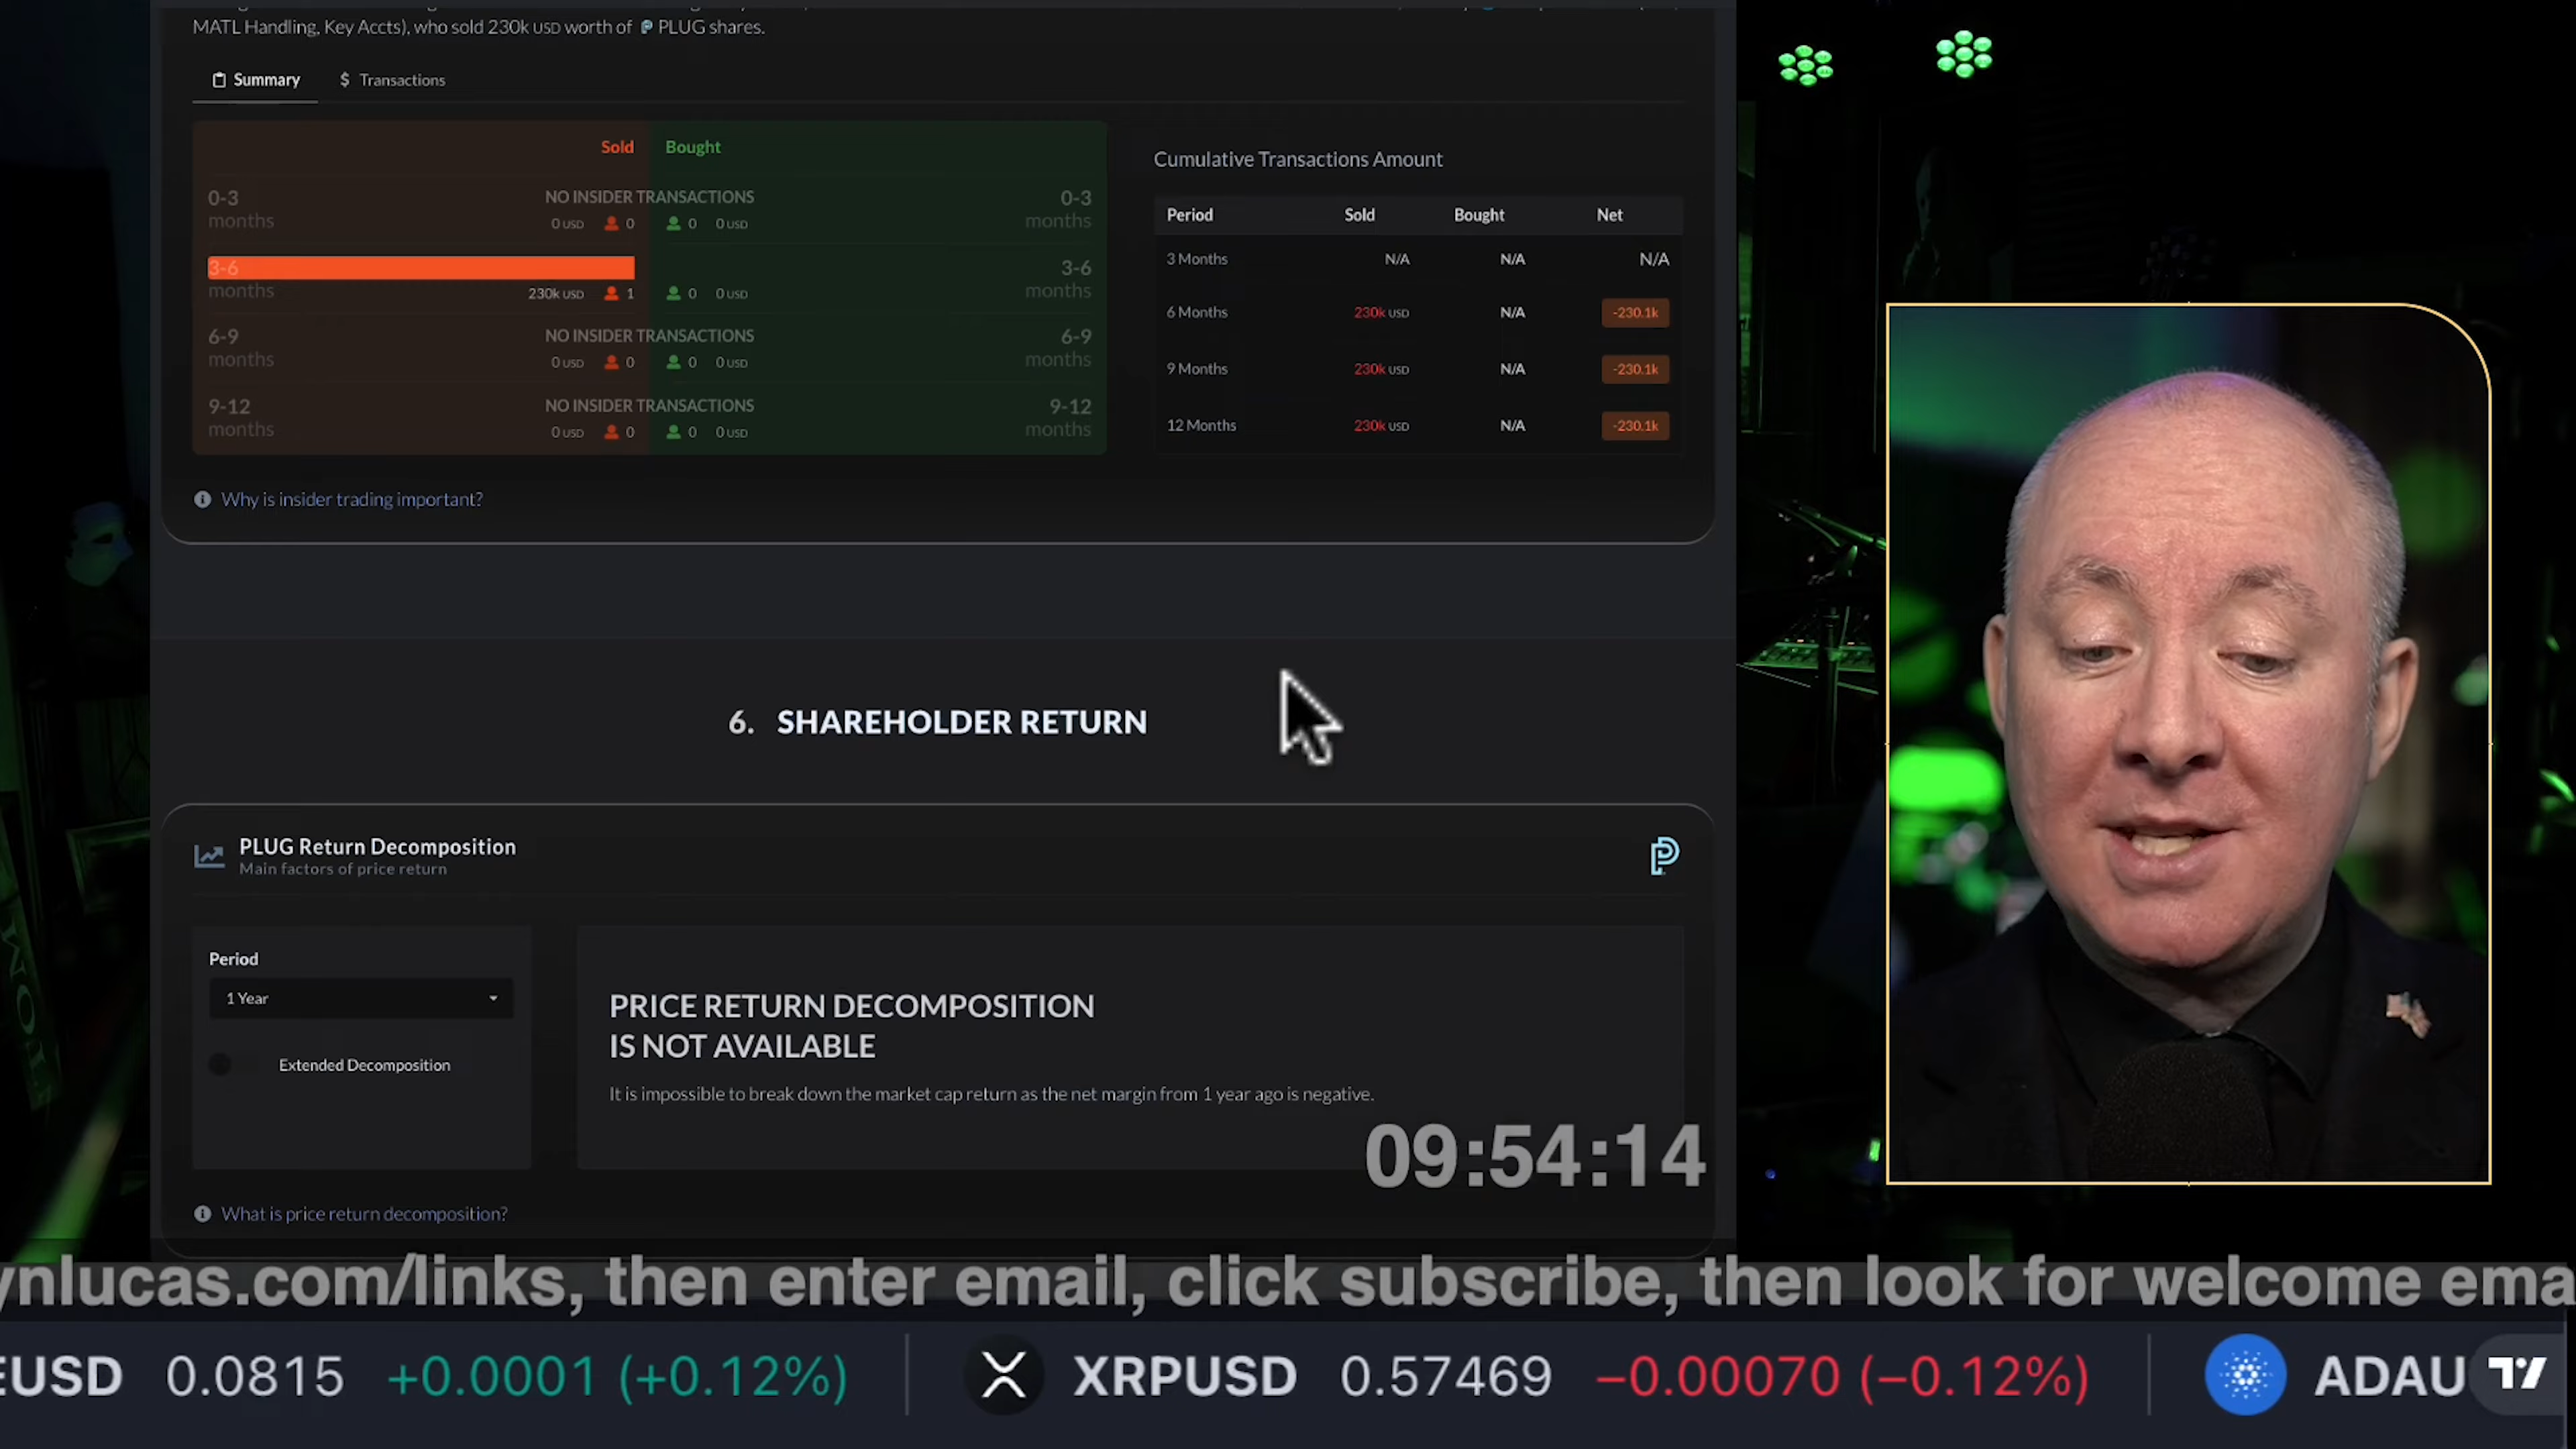 MATL Handling, Key Accts), who sold 230k USD worth of PLUG shares.
Summary
$ Transactions
Sold Bought
0-3 months NO INSIDER TRANSACTIONS 0-3 months
0 USD 0 0 0 USD
3-6 months 3-6 months
230k USD 1 0 0 USD
6-9 months NO INSIDER TRANSACTIONS 6-9 months
0 USD 0 0 0 USD
9-12 months NO INSIDER TRANSACTIONS 9-12 months
0 USD 0 0 0 USD
Cumulative Transactions Amount
Period Sold Bought Net
3 Months N/A N/A N/A
6 Months 230k USD N/A -230.1k
9 Months 230k USD N/A -230.1k
12 Months 230k USD N/A -230.1k
Why is insider trading important?
6. SHAREHOLDER RETURN
PLUG Return Decomposition
Main factors of price return
Period
1 Year
Extended Decomposition
PRICE RETURN DECOMPOSITION
IS NOT AVAILABLE
It is impossible to break down the market cap return as the net margin from 1 year ago is negative.
09:54:14
What is price return decomposition?
ynlucas.com/links, then enter email, click subscribe, then look for welcome ema
EUSD 0.0815 +0.0001 (+0.12%) XRPUSD 0.57469 −0.00070 (−0.12%) ADAU